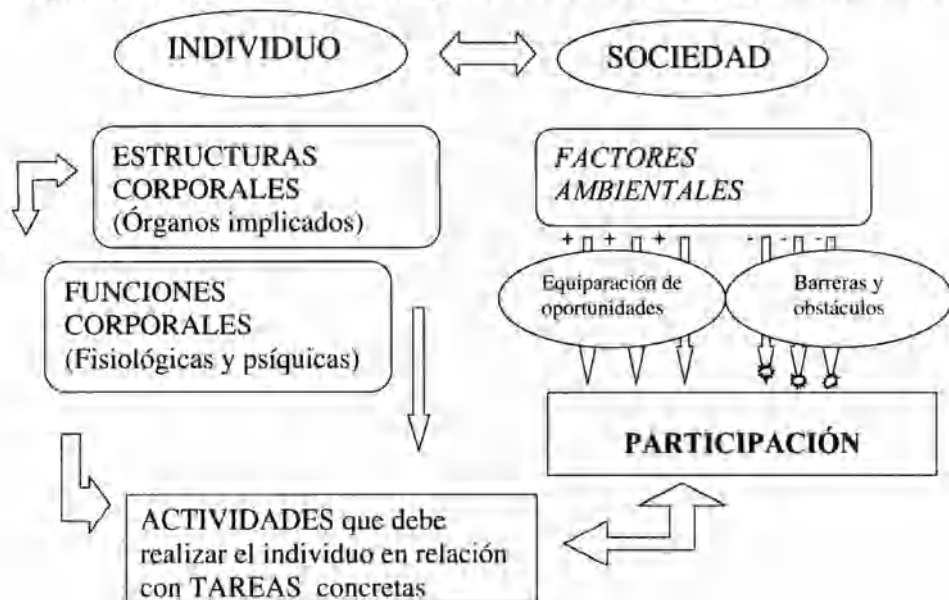 INDIVIDUO
SOCIEDAD
ESTRUCTURAS
CORPORALES
(Órganos implicados)
FACTORES
AMBIENTALES
+ + + - - -
FUNCIONES
CORPORALES
(Fisiológicas y psíquicas)
Equiparación de
oportunidades
Barreras y
obstáculos
PARTICIPACIÓN
ACTIVIDADES que debe
realizar el individuo en relación
con TAREAS concretas